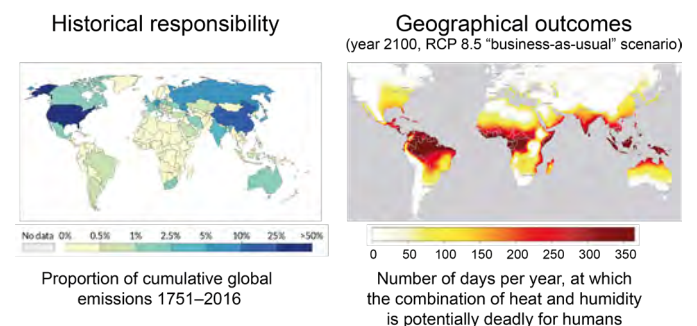 Historical responsibility
Geographical outcomes
(year 2100, RCP 8.5 “business-as-usual” scenario)
No data 0% 0.5% 1% 2.5% 5% 10% 25% >50%
0 50 100 150 200 250 300 350
Proportion of cumulative global
emissions 1751–2016
Number of days per year, at which
the combination of heat and humidity
is potentially deadly for humans